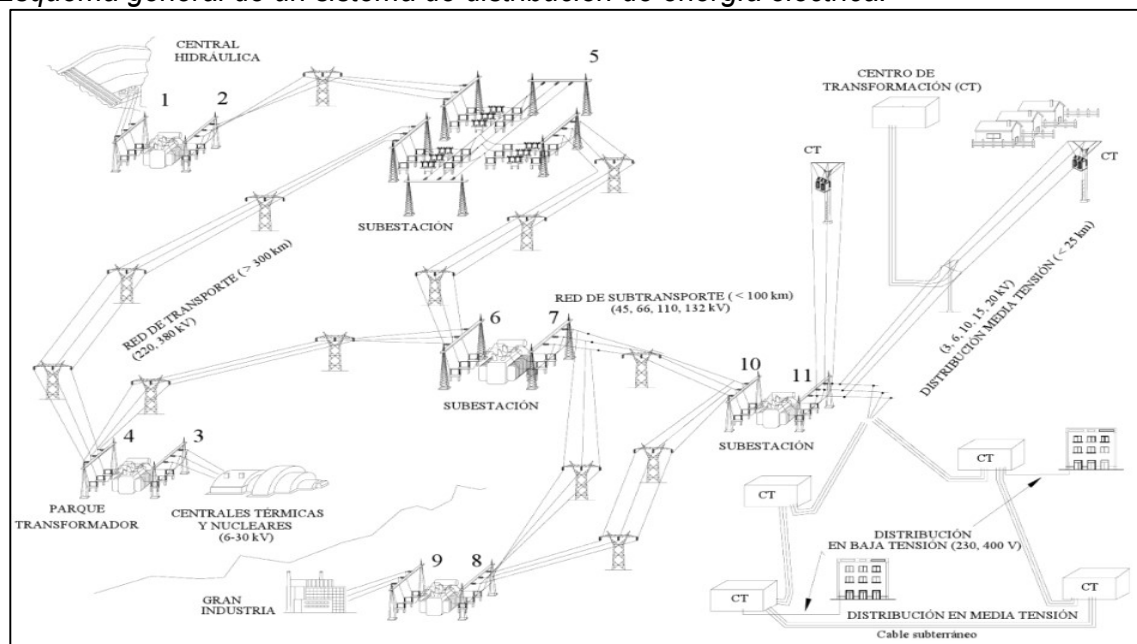 Esquema general de un sistema de distribución de energía eléctrica.
CENTRAL
HIDRÁULICA
1
2
5
CENTRO DE
TRANSFORMACIÓN (CT)
CT
CT
SUBESTACIÓN
RED DE TRANSPORTE ( > 300 km)
(220, 380 kV)
RED DE SUBTRANSPORTE ( < 100 km)
(45, 66, 110, 132 kV)
(3, 6, 10, 15, 20 kV)
DISTRIBUCIÓN MEDIA TENSIÓN ( < 25 km)
6
7
SUBESTACIÓN
10
11
SUBESTACIÓN
4
3
PARQUE
TRANSFORMADOR
CENTRALES TÉRMICAS
Y NUCLEARES
(6-30 kV)
CT
CT
DISTRIBUCIÓN
EN BAJA TENSIÓN (230, 400 V)
9
8
GRAN
INDUSTRIA
CT
CT
DISTRIBUCIÓN EN MEDIA TENSIÓN
Cable subterráneo